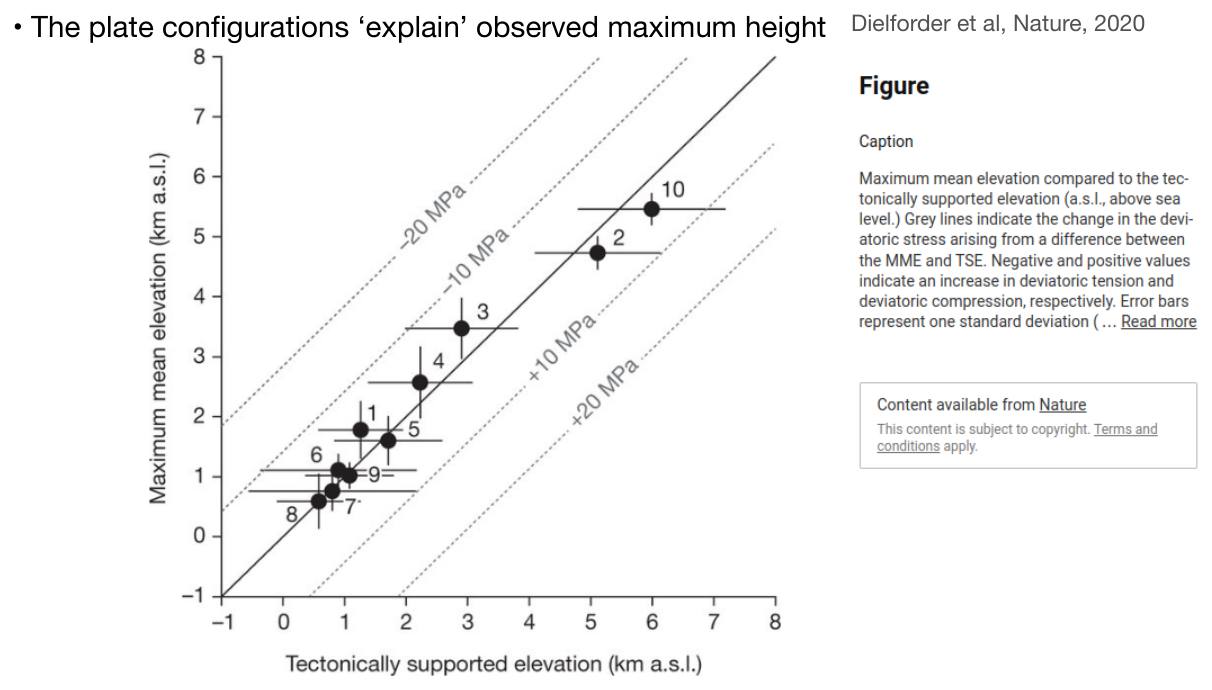 • The plate configurations ‘explain’ observed maximum height
Dielforder et al, Nature, 2020
8
7
6
5
4
3
2
1
0
−1
Maximum mean elevation (km a.s.l.)
−20 MPa
−10 MPa
+10 MPa
+20 MPa
10
2
3
4
1
5
6
9
7
8
−1
0
1
2
3
4
5
6
7
8
Tectonically supported elevation (km a.s.l.)
Figure
Caption
Maximum mean elevation compared to the tec-
tonically supported elevation (a.s.l., above sea
level.) Grey lines indicate the change in the devi-
atoric stress arising from a difference between
the MME and TSE. Negative and positive values
indicate an increase in deviatoric tension and
deviatoric compression, respectively. Error bars
represent one standard deviation ( … Read more
Content available from Nature
This content is subject to copyright. Terms and
conditions apply.